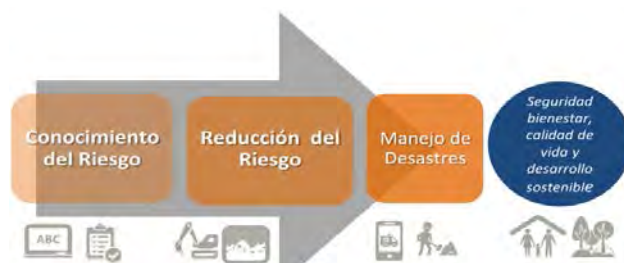 Conocimiento
del Riesgo
Reducción del
Riesgo
Manejo de
Desastres
Seguridad
bienestar,
calidad de
vida y
desarrollo
sostenible
ABC